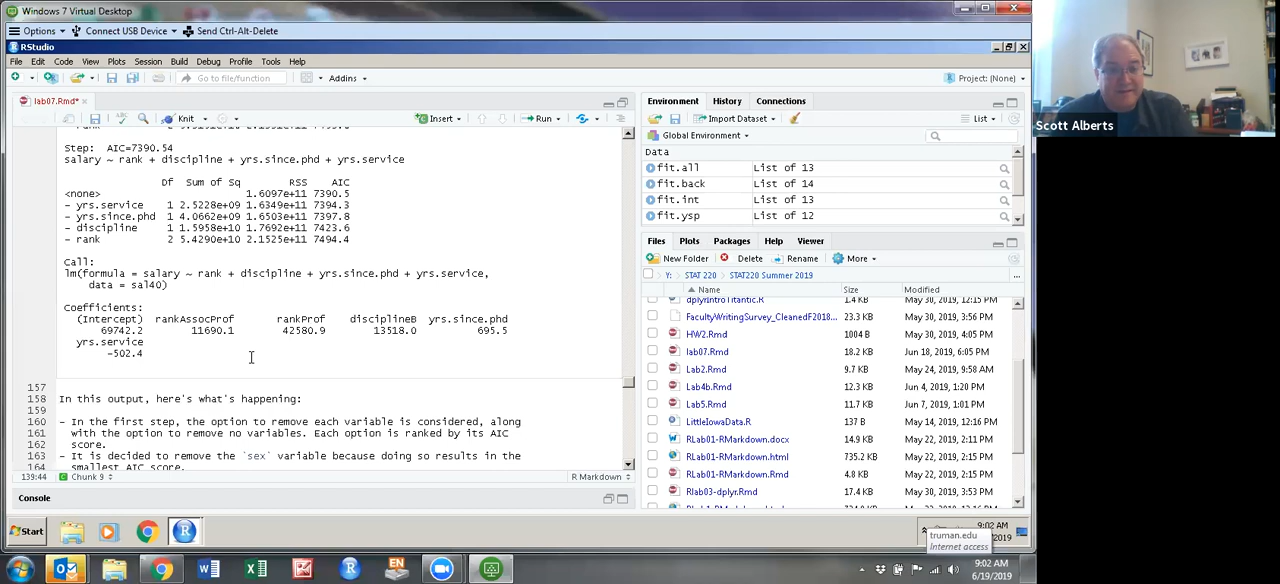 Windows 7 Virtual Desktop
Options Connect USB Device Send Ctrl-Alt-Delete
RStudio
File Edit Code View Plots Session Build Debug Profile Tools Help
Go to file/function Addins Project: (None)
lab07.Rmd*
Knit Insert Run
Step: AIC=7390.54
salary ~ rank + discipline + yrs.since.phd + yrs.service
Df Sum of Sq RSS AIC
<none> 1.6097e+11 7390.5
- yrs.service 1 2.5228e+09 1.6349e+11 7394.3
- yrs.since.phd 1 4.0662e+09 1.6503e+11 7397.8
- discipline 1 1.5958e+10 1.7692e+11 7423.6
- rank 2 5.4290e+10 2.1525e+11 7494.4
Call:
lm(formula = salary ~ rank + discipline + yrs.since.phd + yrs.service,
data = sal40)
Coefficients:
(Intercept) rankAssocProf rankProf disciplineB yrs.since.phd
69742.2 11690.1 42580.9 13518.0 695.5
yrs.service
-502.4
157
158 In this output, here's what's happening:
159
160 - In the first step, the option to remove each variable is considered, along
161 with the option to remove no variables. Each option is ranked by its AIC
162 score.
163 - It is decided to remove the `sex` variable because doing so results in the
164 smallest AIC score.
139:44 Chunk 9 R Markdown
Console
Environment History Connections
Import Dataset List
Global Environment
Data
fit.all List of 13
fit.back List of 14
fit.int List of 13
fit.ysp List of 12
Files Plots Packages Help Viewer
New Folder Delete Rename More
Y: STAT 220 STAT220 Summer 2019
Name Size Modified
dplyrIntroTitantic.R 1.4 KB May 30, 2019, 12:15 PM
FacultyWritingSurvey_CleanedF2018... 23.3 KB May 30, 2019, 3:56 PM
HW2.Rmd 1004 B May 30, 2019, 4:05 PM
lab07.Rmd 18.2 KB Jun 18, 2019, 6:05 PM
Lab2.Rmd 9.7 KB May 24, 2019, 9:58 AM
Lab4b.Rmd 12.3 KB Jun 4, 2019, 1:20 PM
Lab5.Rmd 11.7 KB Jun 7, 2019, 1:01 PM
LittleIowaData.R 137 B May 14, 2019, 12:16 PM
RLab01-RMarkdown.docx 14.9 KB May 22, 2019, 2:11 PM
RLab01-RMarkdown.html 735.2 KB May 22, 2019, 2:15 PM
RLab01-RMarkdown.Rmd 4.8 KB May 22, 2019, 2:15 PM
Rlab03-dplyr.Rmd 17.4 KB May 30, 2019, 3:53 PM
Start
9:02 AM
truman.edu
Internet access
EN
9:02 AM
6/19/2019
Scott Alberts